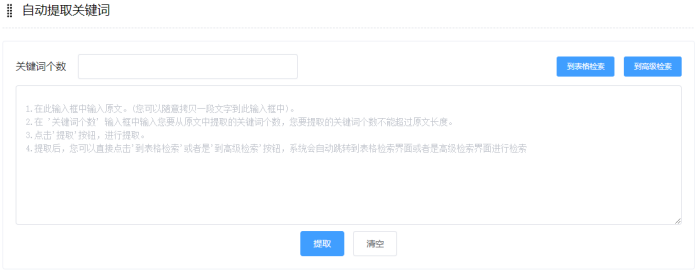 自动提取关键词
关键词个数
到表格检索 到高级检索
1.在此输入框中输入原文。(您可以随意拷贝一段文字到此输入框中)。
2.在 '关键词个数' 输入框中输入您要从原文中提取的关键词个数，您要提取的关键词个数不能超过原文长度。
3.点击'提取'按钮，进行提取。
4.提取后，您可以直接点击'到表格检索'或者是'到高级检索'按钮，系统会自动跳转到表格检索界面或者是高级检索界面进行检索
提取 清空